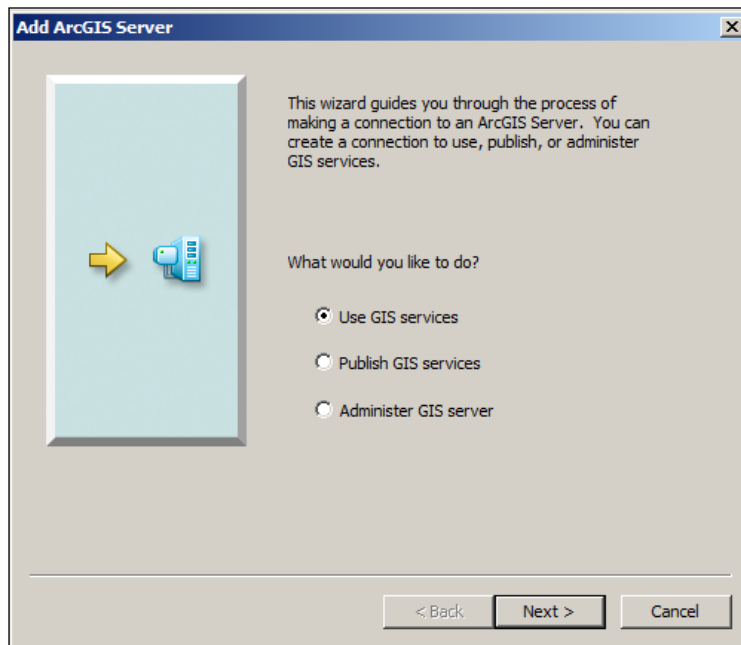 Add ArcGIS Server
This wizard guides you through the process of
making a connection to an ArcGIS Server. You can
create a connection to use, publish, or administer
GIS services.
What would you like to do?
Use GIS services
Publish GIS services
Administer GIS server
< Back
Next >
Cancel